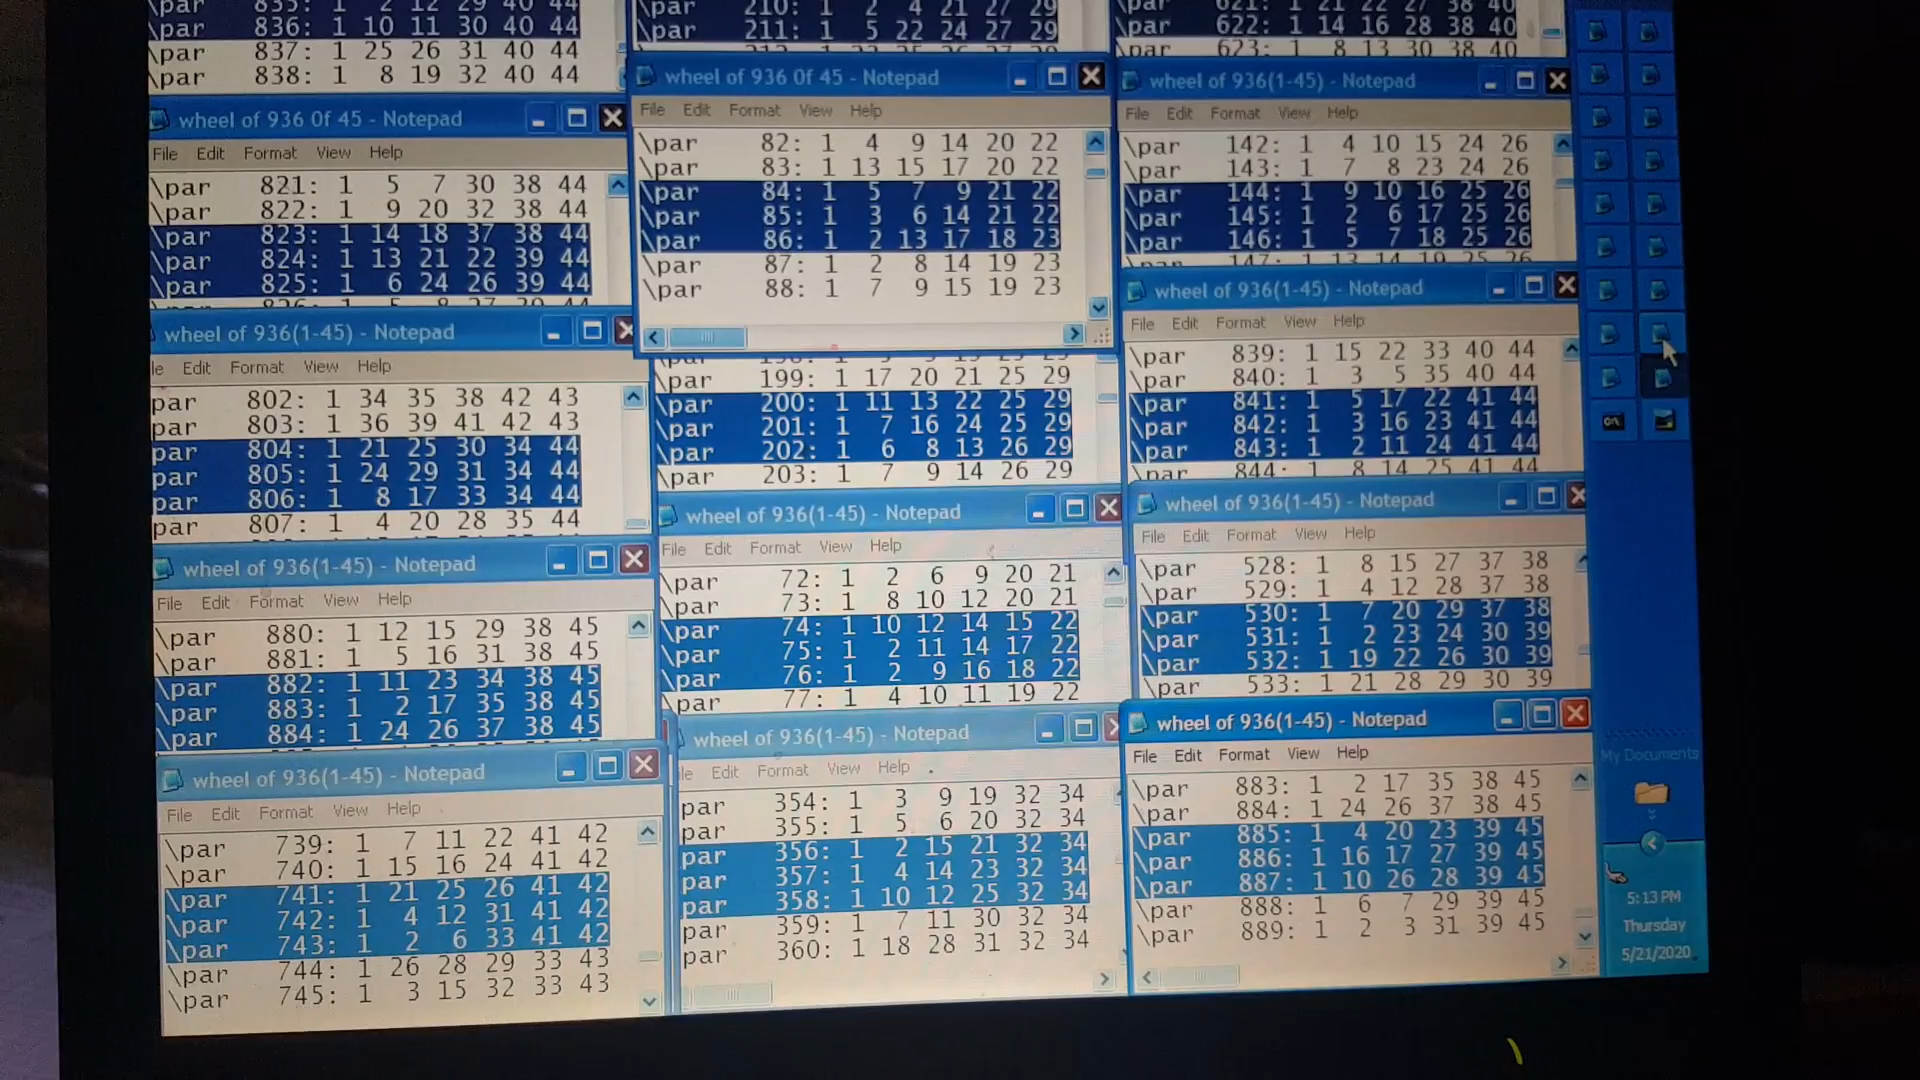 \par 836: 1 10 11 30 40 44
\par 837: 1 25 26 31 40 44
\par 838: 1 8 19 32 40 44
wheel of 936 Of 45 - Notepad
File Edit Format View Help
\par 821: 1 5 7 30 38 44
\par 822: 1 9 20 32 38 44
\par 823: 1 14 18 37 38 44
\par 824: 1 13 21 22 39 44
\par 825: 1 6 24 26 39 44
wheel of 936(1-45) - Notepad
le Edit Format View Help
par 802: 1 34 35 38 42 43
par 803: 1 36 39 41 42 43
par 804: 1 21 25 30 34 44
par 805: 1 24 29 31 34 44
par 806: 1 8 17 33 34 44
par 807: 1 4 20 28 35 44
wheel of 936(1-45) - Notepad
File Edit Format View Help
\par 880: 1 12 15 29 38 45
\par 881: 1 5 16 31 38 45
\par 882: 1 11 23 34 38 45
\par 883: 1 2 17 35 38 45
\par 884: 1 24 26 37 38 45
wheel of 936(1-45) - Notepad
File Edit Format View Help
\par 739: 1 7 11 22 41 42
\par 740: 1 15 16 24 41 42
\par 741: 1 21 25 26 41 42
\par 742: 1 4 12 31 41 42
\par 743: 1 2 6 33 41 42
\par 744: 1 26 28 29 33 43
\par 745: 1 3 15 32 33 43
\par 210: 1 2 4 21 27 29
\par 211: 1 5 22 24 27 29
wheel of 936 Of 45 - Notepad
File Edit Format View Help
\par 82: 1 4 9 14 20 22
\par 83: 1 13 15 17 20 22
\par 84: 1 5 7 9 21 22
\par 85: 1 3 6 14 21 22
\par 86: 1 2 13 17 18 23
\par 87: 1 2 8 14 19 23
\par 88: 1 7 9 15 19 23
\par 199: 1 17 20 21 25 29
\par 200: 1 11 13 22 25 29
\par 201: 1 7 16 24 25 29
\par 202: 1 6 8 13 26 29
\par 203: 1 7 9 14 26 29
wheel of 936(1-45) - Notepad
File Edit Format View Help
\par 72: 1 2 6 9 20 21
\par 73: 1 8 10 12 20 21
\par 74: 1 10 12 14 15 22
\par 75: 1 2 11 14 17 22
\par 76: 1 2 9 16 18 22
\par 77: 1 4 10 11 19 22
wheel of 936(1-45) - Notepad
ile Edit Format View Help
par 354: 1 3 9 19 32 34
par 355: 1 5 6 20 32 34
par 356: 1 2 15 21 32 34
par 357: 1 4 14 23 32 34
par 358: 1 10 12 25 32 34
par 359: 1 7 11 30 32 34
par 360: 1 18 28 31 32 34
\par 622: 1 14 16 28 38 40
\par 623: 1 8 13 30 38 40
wheel of 936(1-45) - Notepad
File Edit Format View Help
\par 142: 1 4 10 15 24 26
\par 143: 1 7 8 23 24 26
\par 144: 1 9 10 16 25 26
\par 145: 1 2 6 17 25 26
\par 146: 1 5 7 18 25 26
wheel of 936(1-45) - Notepad
File Edit Format View Help
\par 839: 1 15 22 33 40 44
\par 840: 1 3 5 35 40 44
\par 841: 1 5 17 22 41 44
\par 842: 1 3 16 23 41 44
\par 843: 1 2 11 24 41 44
\par 844: 1 8 14 25 41 44
wheel of 936(1-45) - Notepad
File Edit Format View Help
\par 528: 1 8 15 27 37 38
\par 529: 1 4 12 28 37 38
\par 530: 1 7 20 29 37 38
\par 531: 1 2 23 24 30 39
\par 532: 1 19 22 26 30 39
\par 533: 1 21 28 29 30 39
wheel of 936(1-45) - Notepad
File Edit Format View Help
\par 883: 1 2 17 35 38 45
\par 884: 1 24 26 37 38 45
\par 885: 1 4 20 23 39 45
\par 886: 1 16 17 27 39 45
\par 887: 1 10 26 28 39 45
\par 888: 1 6 7 29 39 45
\par 889: 1 2 3 31 39 45
My Documents
5:13 PM
Thursday
5/21/2020